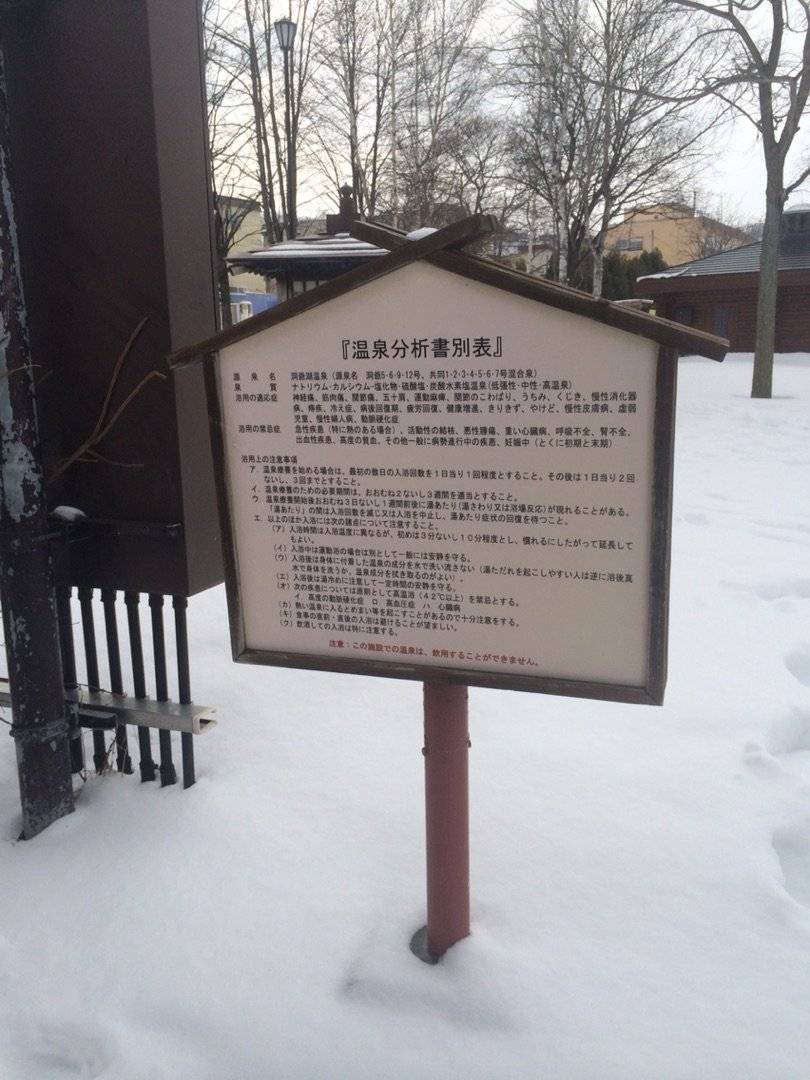 『温泉分析書別表』
源泉名 洞爺湖温泉(源泉名 洞爺5-6-9-12号、共同1-2-3-4-5-6-7号混合泉)
泉質 ナトリウム-カルシウム-塩化物・硫酸塩・炭酸水素塩温泉(低張性・中性・高温泉)
浴用の適応症 神経痛、筋肉痛、関節痛、五十肩、運動麻痺、関節のこわばり、うちみ、くじき、慢性消化器
病、痔疾、冷え症、病後回復期、疲労回復、健康増進、きりきず、やけど、慢性皮膚病、虚弱
児童、慢性婦人病、動脈硬化症
浴用の禁忌症 急性疾患(特に熱のある場合)、活動性の結核、悪性腫瘍、重い心臓病、呼吸不全、腎不全、
出血性疾患、高度の貧血、その他一般に病勢進行中の疾患、妊娠中(とくに初期と末期)
浴用上の注意事項
ア.温泉療養を始める場合は、最初の数日の入浴回数を1日当り1回程度とすること。その後は1日当り2回
ないし、3回までとすること。
イ.温泉療養のための必要期間は、おおむね2ないし3週間を適当とすること。
ウ.温泉療養開始後おおむね3日ないし1週間前後に湯あたり(湯さわり又は浴場反応)が現れることがある。
「湯あたり」の間は入浴回数を減じ又は入浴を中止し、湯あたり症状の回復を待つこと。
エ.以上のほか入浴には次の諸点について注意すること。
(ア)入浴時間は入浴温度に異なるが、初めは3分ないし10分程度とし、慣れるにしたがって延長して
もよい。
(イ)入浴中は運動浴の場合は別として一般には安静を守る。
(ウ)入浴後は身体に付着した温泉の成分を水で洗い流さない(湯ただれを起こしやすい人は逆に浴後真
水で身体を洗うか、温泉成分を拭き取るのがよい)。
(エ)入浴後は湯冷めに注意して一定時間の安静を守る。
(オ)次の疾患については原則として高温浴(42℃以上)を禁忌とする。
イ 高度の動脈硬化症 ロ 高血圧症 ハ 心臓病
(カ)熱い温泉に入るとめまい等を起こすことがあるので十分注意をする。
(キ)食事の直前・直後の入浴は避けることが望ましい。
(ク)飲酒しての入浴は特に注意する。
注意:この施設での温泉は、飲用することができません。